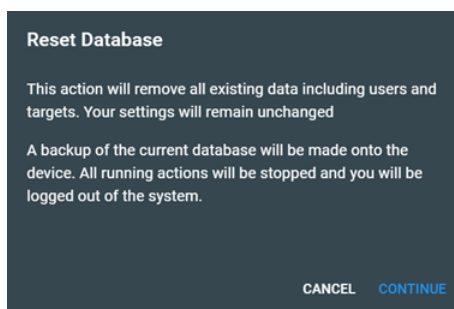 Reset Database
This action will remove all existing data including users and
targets. Your settings will remain unchanged
A backup of the current database will be made onto the
device. All running actions will be stopped and you will be
logged out of the system.
CANCEL CONTINUE